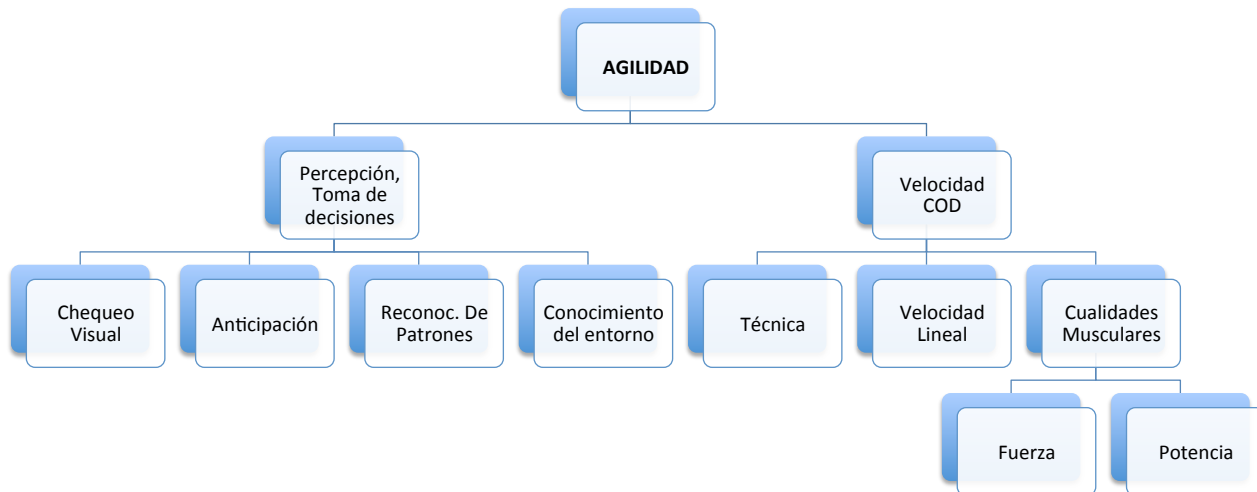 AGILIDAD
Percepción,
Toma de
decisiones
Velocidad
COD
Chequeo
Visual
Anticipación
Reconoc. De
Patrones
Conocimiento
del entorno
Técnica
Velocidad
Lineal
Cualidades
Musculares
Fuerza
Potencia